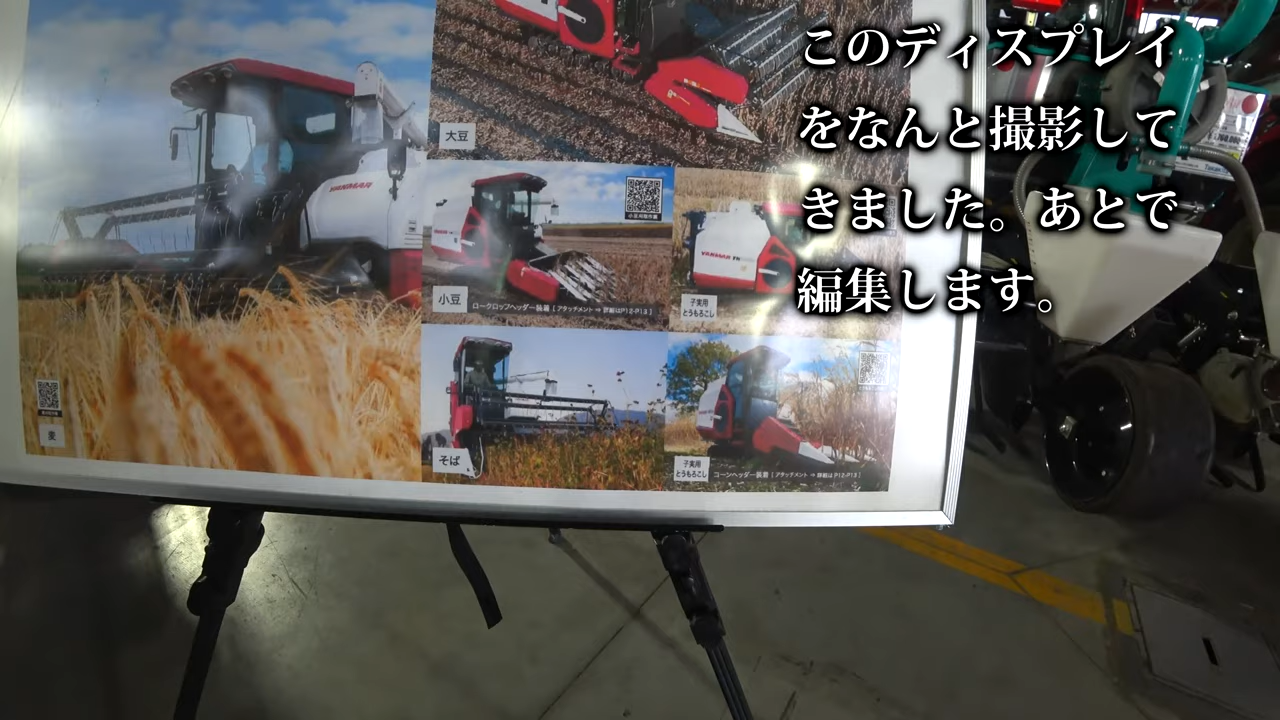 このディスプレイ
をなんと撮影して
きました。あとで
編集します。
大豆
YANMAR
小豆
ロークロップヘッダー装着
子実用
とうもろこし
麦
そば
子実用
とうもろこし
コーンヘッダー装着